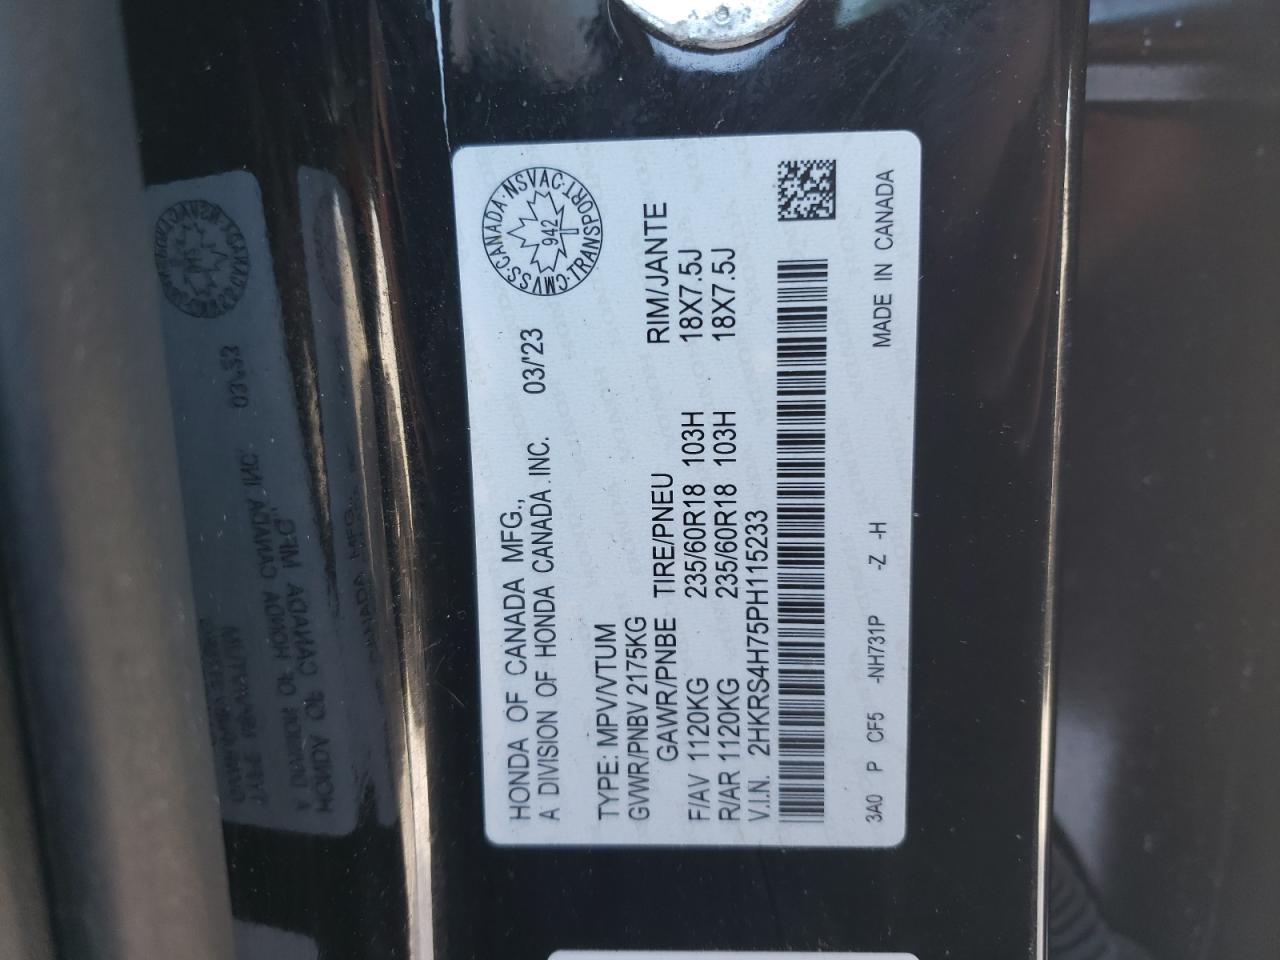 HONDA OF CANADA MFG.,
A DIVISION OF HONDA CANADA INC. 03/'23
CMVSS·CANADA·NSVAC·TRANSPORT·
942
TYPE: MPV/VTUM
GVWR/PNBV 2175KG
GAWR/PNBE TIRE/PNEU RIM/JANTE
F/AV 1120KG 235/60R18 103H 18X7.5J
R/AR 1120KG 235/60R18 103H 18X7.5J
V.I.N. 2HKRS4H75PH115233
3A0 P CF5 -NH731P -Z -H MADE IN CANADA